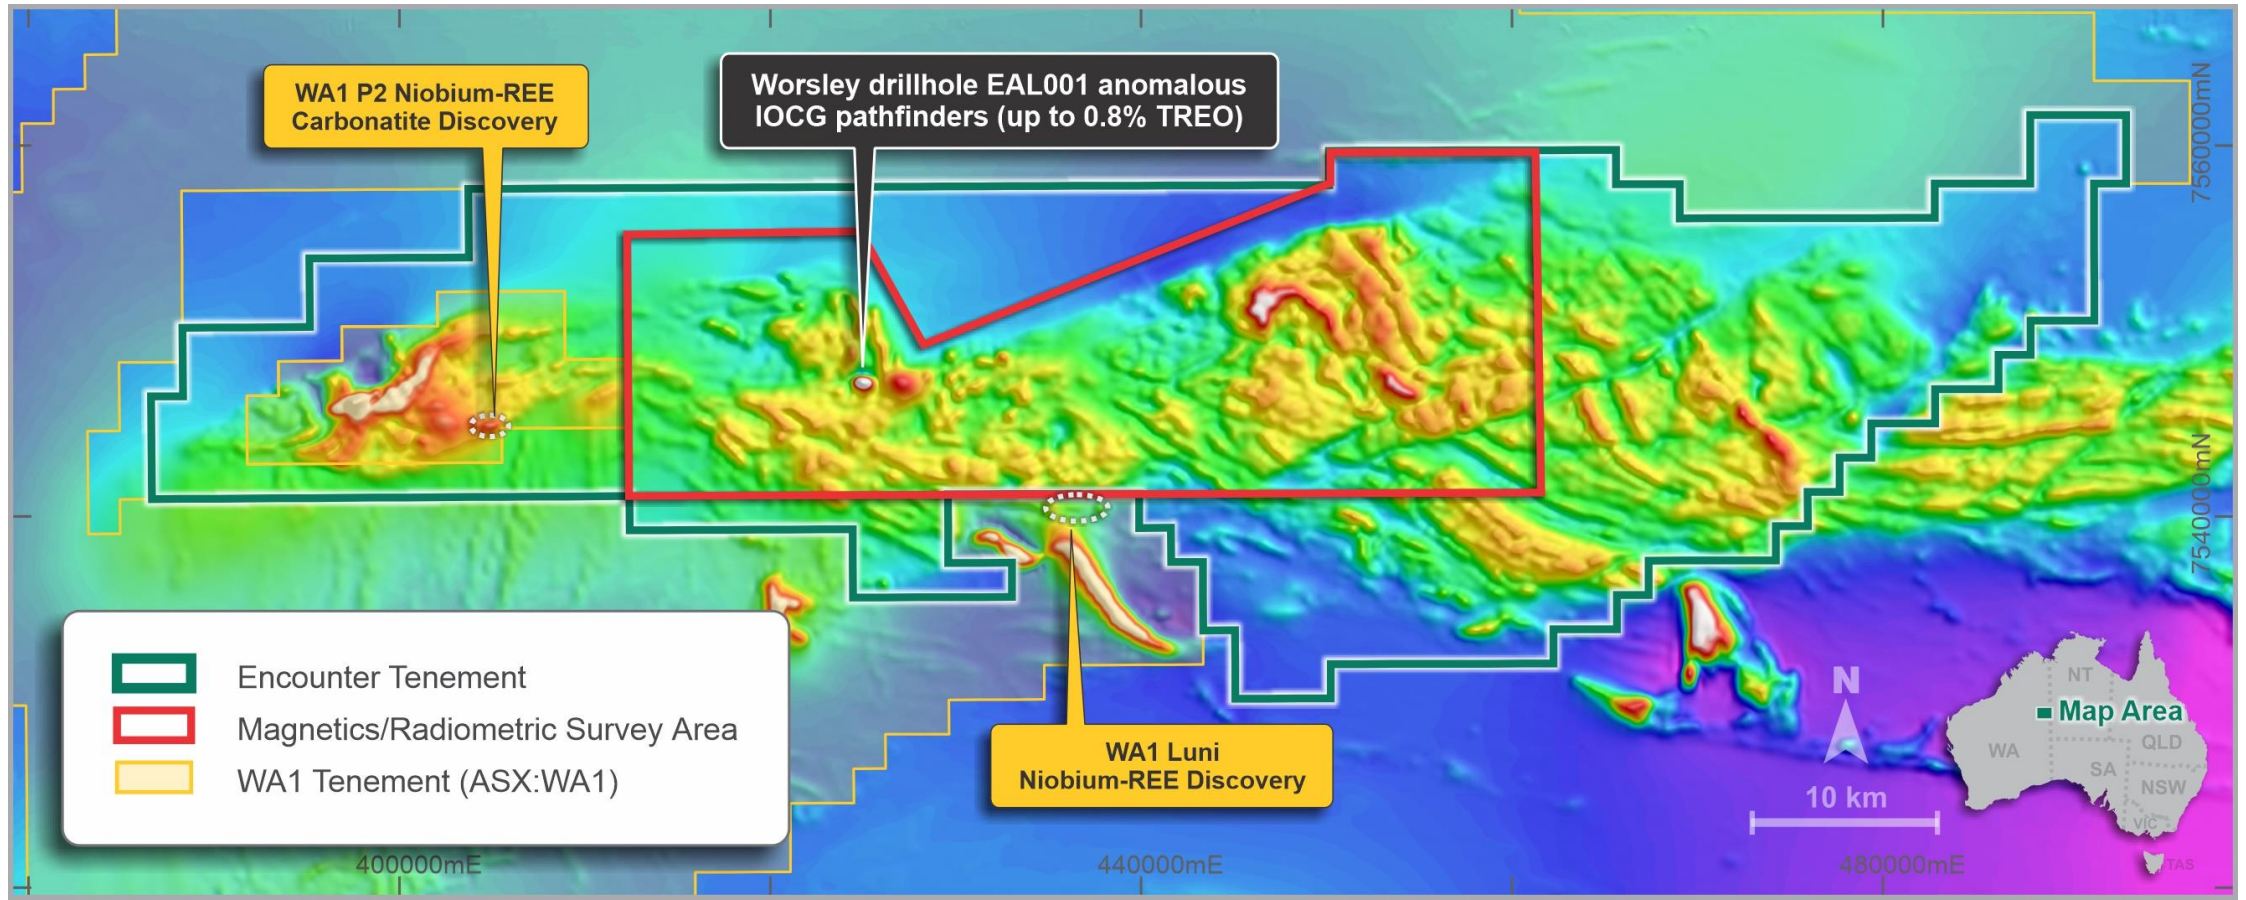 WA1 P2 Niobium-REE
Carbonatite Discovery
Worsley drillhole EAL001 anomalous
IOCG pathfinders (up to 0.8% TREO)
7560000mN
7540000mN
Encounter Tenement
Magnetics/Radiometric Survey Area
WA1 Tenement (ASX:WA1)
WA1 Luni
Niobium-REE Discovery
N
10 km
NT
Map Area
WA
QLD
SA
NSW
VIC
TAS
400000mE
440000mE
480000mE